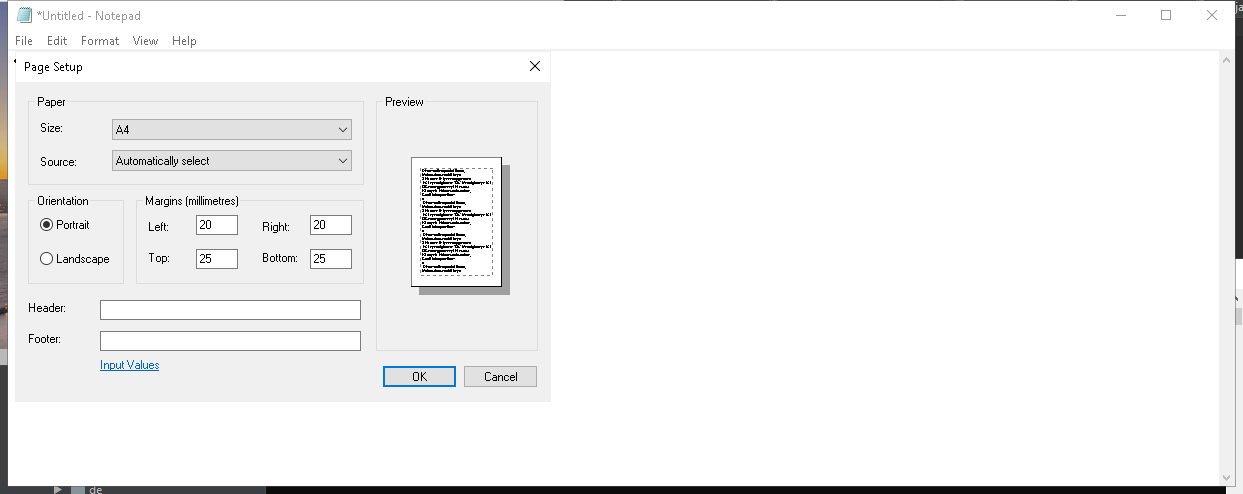 *Untitled - Notepad
File Edit Format View Help
Page Setup
Paper
Size: A4
Source: Automatically select
Orientation
Portrait
Landscape
Margins (millimetres)
Left: 20 Right: 20
Top: 25 Bottom: 25
Header:
Footer:
Input Values
Preview
OK Cancel
de